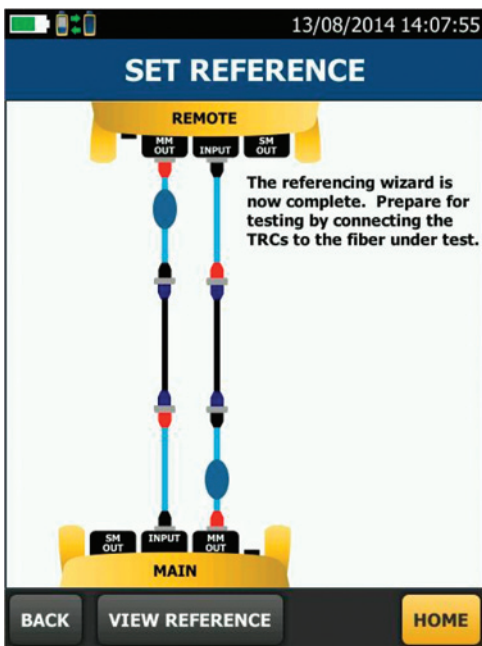 13/08/2014 14:07:55
SET REFERENCE
REMOTE
MM OUT
INPUT
SM OUT
The referencing wizard is
now complete. Prepare for
testing by connecting the
TRCs to the fiber under test.
SM OUT
INPUT
MM OUT
MAIN
BACK
VIEW REFERENCE
HOME